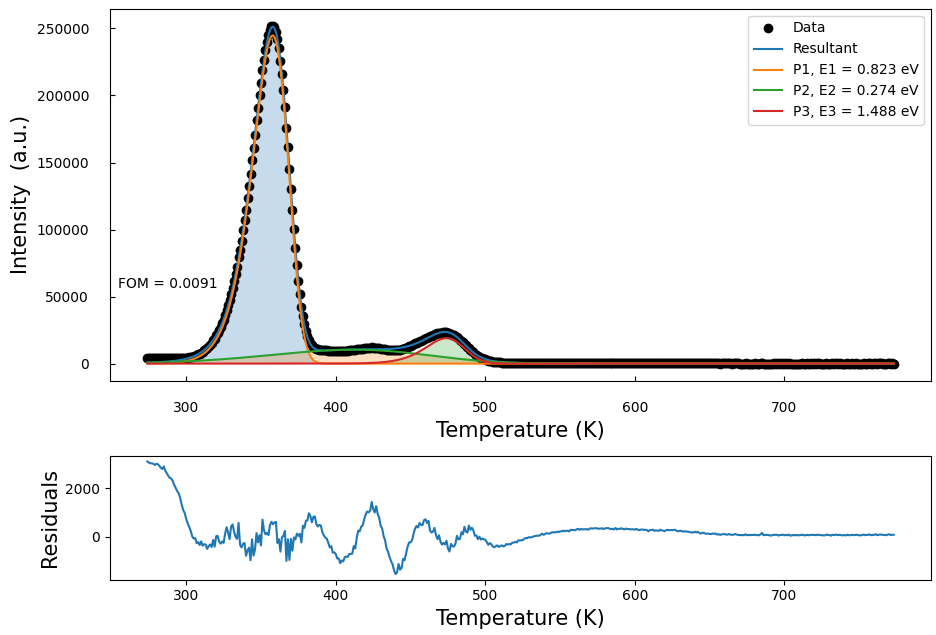 250000
200000
150000
100000
50000
0
Intensity  (a.u.)
Data
Resultant
P1, E1 = 0.823 eV
P2, E2 = 0.274 eV
P3, E3 = 1.488 eV
FOM = 0.0091
300 400 500 600 700
Temperature (K)
2000
0
Residuals
300 400 500 600 700
Temperature (K)